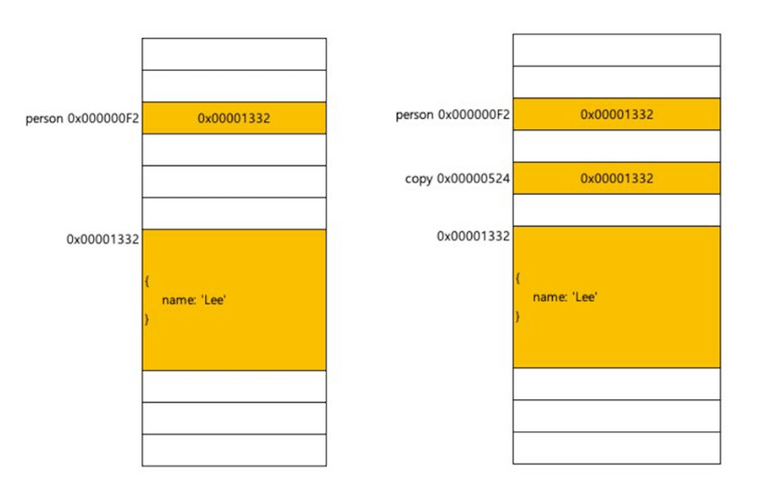 person 0x000000F2
0x00001332
0x00001332
{
name: 'Lee'
}
person 0x000000F2
0x00001332
copy 0x00000524
0x00001332
0x00001332
{
name: 'Lee'
}